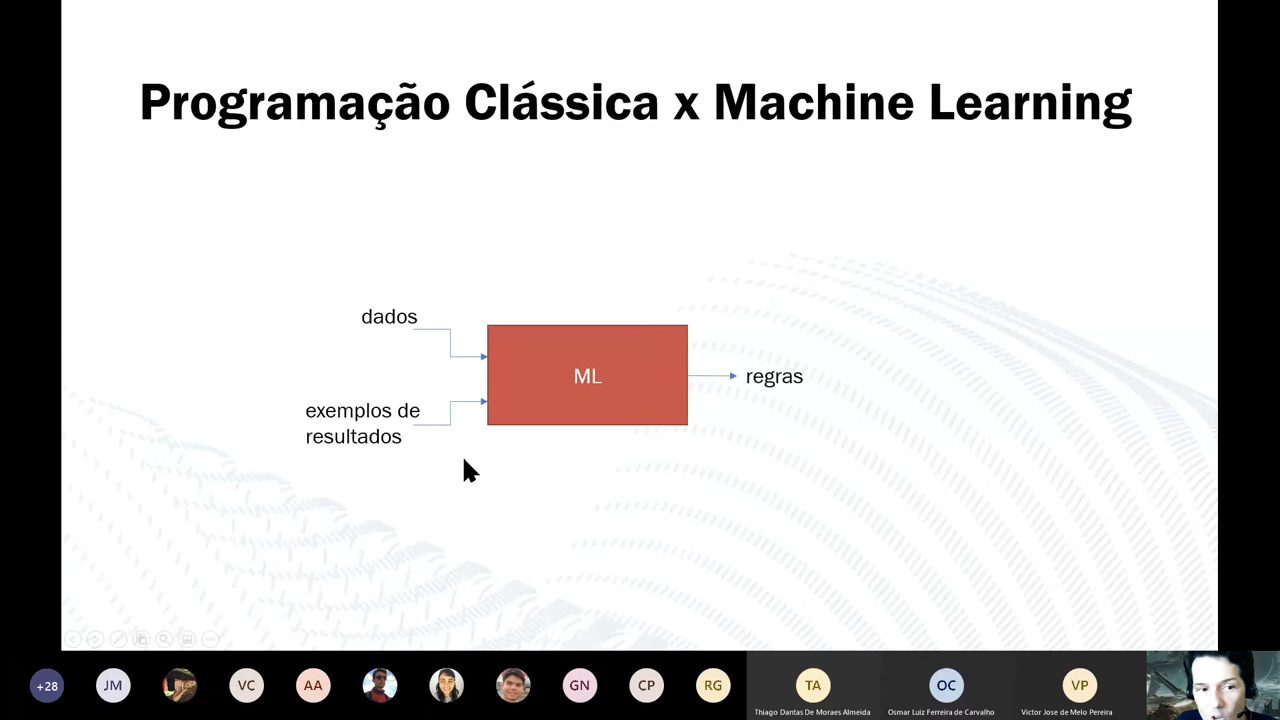 Programação Clássica x Machine Learning
dados
ML
regras
exemplos de
resultados
+28
JM
VC
AA
GN
CP
RG
TA
OC
VP
Thiago Dantas De Moraes Almeida
Osmar Luiz Ferreira de Carvalho
Victor Jose de Melo Pereira